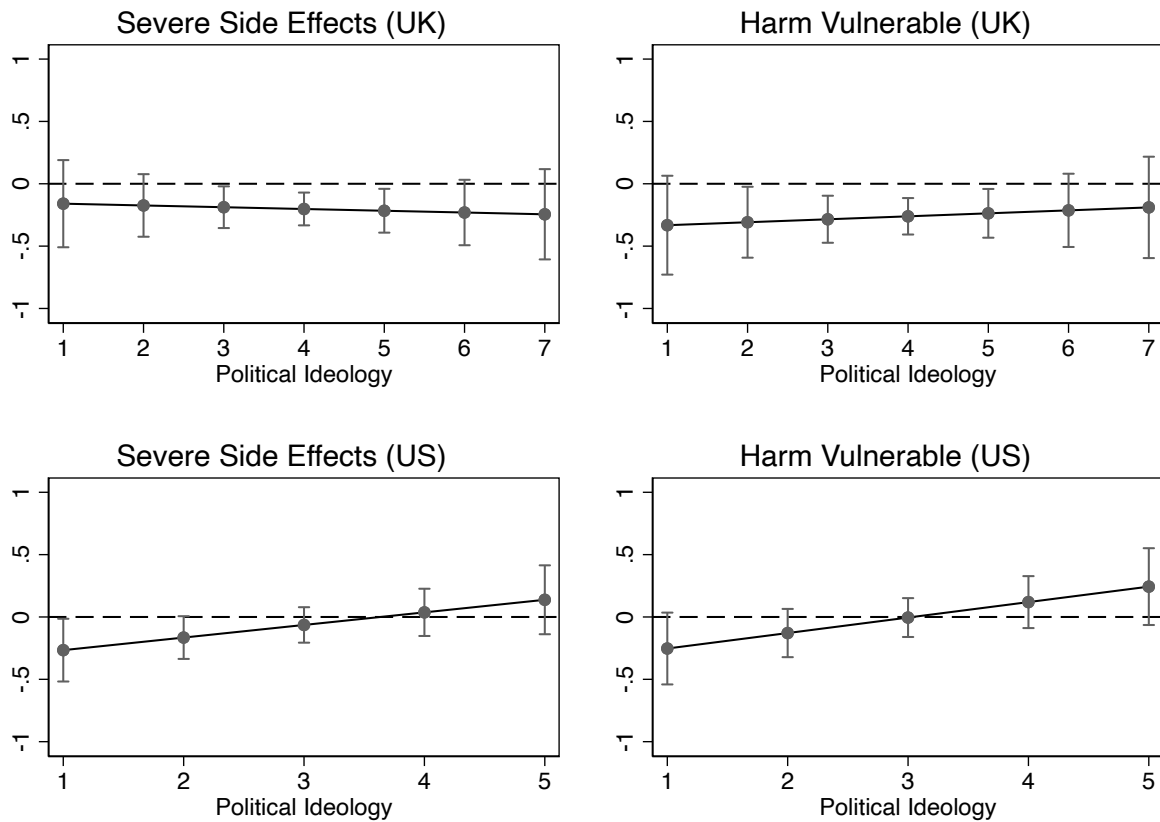 Severe Side Effects (UK)
1
.5
0
-.5
-1
1 2 3 4 5 6 7
Political Ideology
Harm Vulnerable (UK)
1
.5
0
-.5
-1
1 2 3 4 5 6 7
Political Ideology
Severe Side Effects (US)
1
.5
0
-.5
-1
1 2 3 4 5
Political Ideology
Harm Vulnerable (US)
1
.5
0
-.5
-1
1 2 3 4 5
Political Ideology